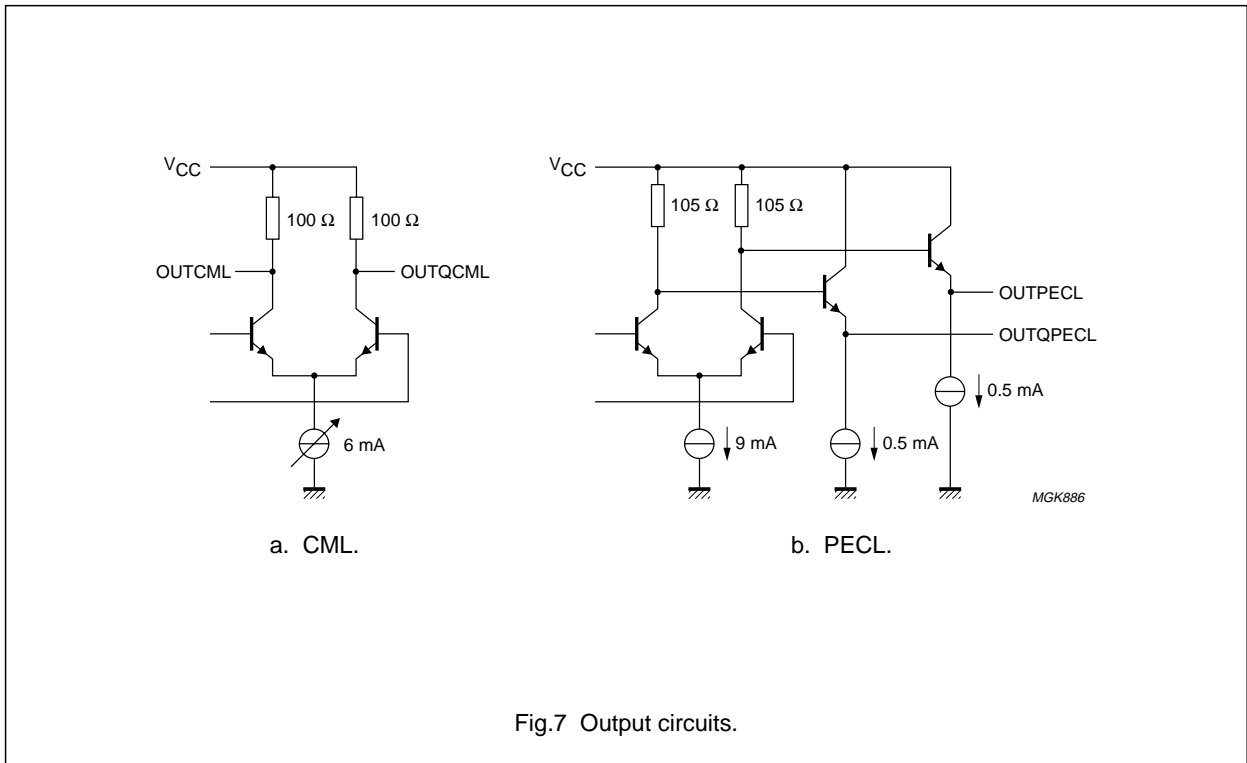 VCC
100 Ω
100 Ω
OUTCML
OUTQCML
6 mA
a. CML.
VCC
105 Ω
105 Ω
OUTPECL
OUTQPECL
0.5 mA
9 mA
0.5 mA
MGK886
b. PECL.
Fig.7 Output circuits.